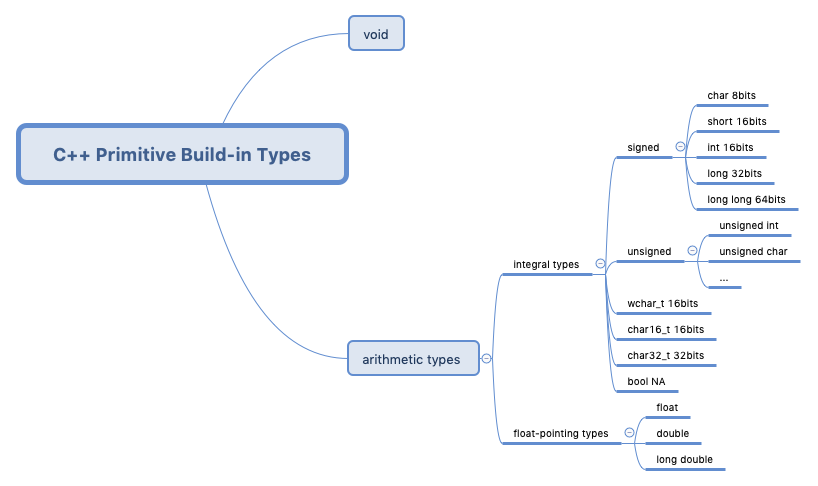 void
C++ Primitive Build-in Types
char 8bits
short 16bits
signed
int 16bits
long 32bits
long long 64bits
unsigned int
integral types
unsigned
unsigned char
...
wchar_t 16bits
char16_t 16bits
arithmetic types
char32_t 32bits
bool NA
float
float-pointing types
double
long double